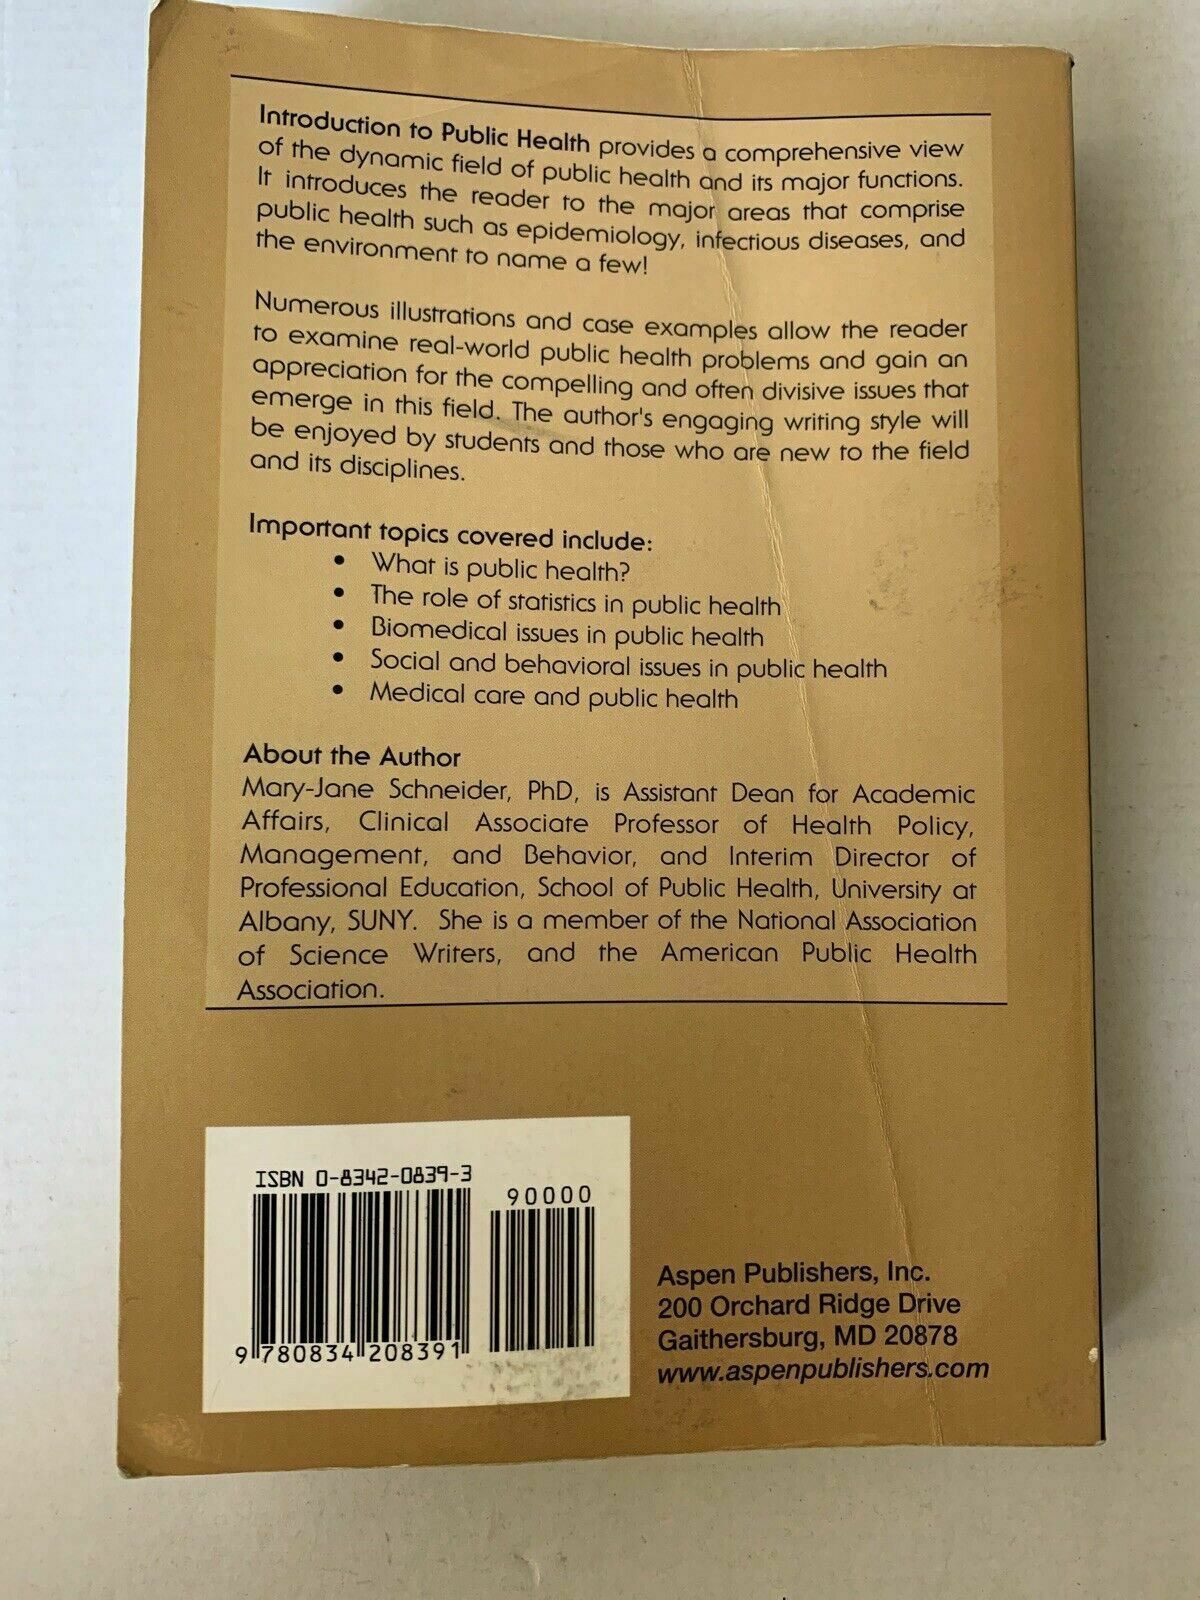 Introduction to Public Health provides a comprehensive view
of the dynamic field of public health and its major functions.
It introduces the reader to the major areas that comprise
public health such as epidemiology, infectious diseases, and
the environment to name a few!
Numerous illustrations and case examples allow the reader
to examine real-world public health problems and gain an
appreciation for the compelling and often divisive issues that
emerge in this field. The author's engaging writing style will
be enjoyed by students and those who are new to the field
and its disciplines.
Important topics covered include:
• What is public health?
• The role of statistics in public health
• Biomedical issues in public health
• Social and behavioral issues in public health
• Medical care and public health
About the Author
Mary-Jane Schneider, PhD, is Assistant Dean for Academic
Affairs, Clinical Associate Professor of Health Policy,
Management, and Behavior, and Interim Director of
Professional Education, School of Public Health, University at
Albany, SUNY. She is a member of the National Association
of Science Writers, and the American Public Health
Association.
ISBN 0-8342-0839-3
90000
9 780834 208391
Aspen Publishers, Inc.
200 Orchard Ridge Drive
Gaithersburg, MD 20878
www.aspenpublishers.com